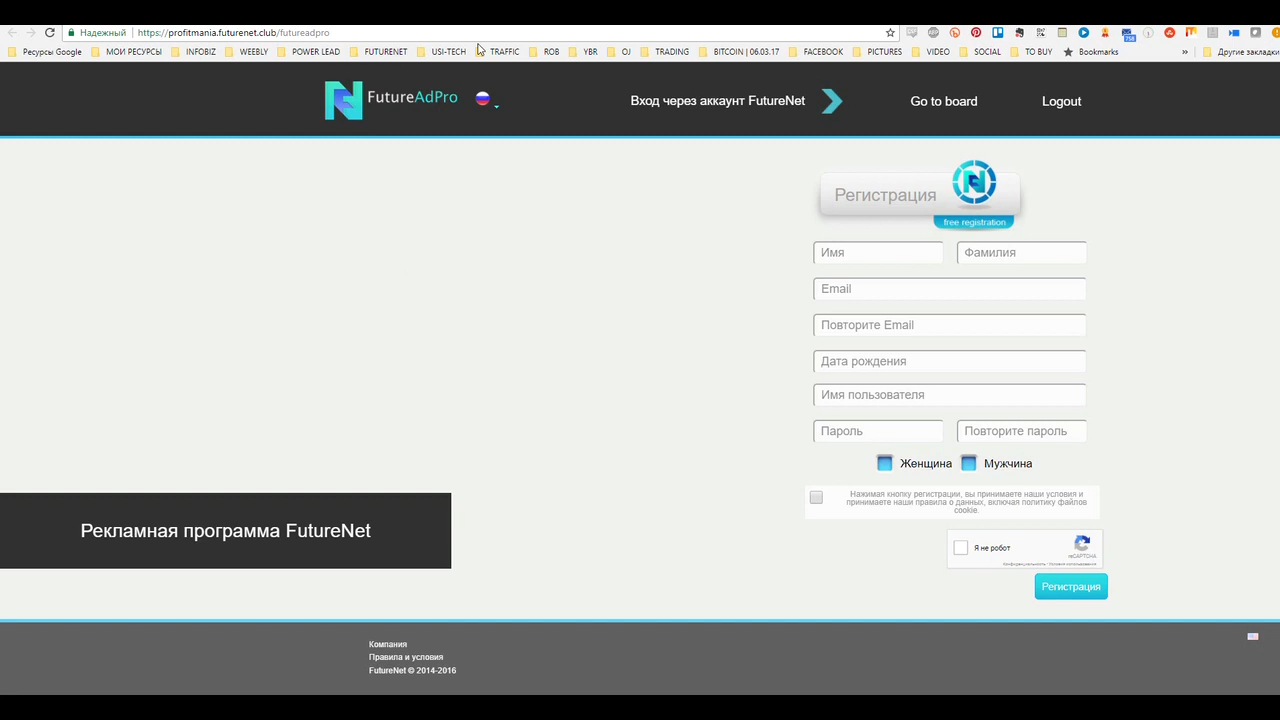 Надежный
https://profitmania.futurenet.club/futureadpro
Ресурсы Google
МОИ РЕСУРСЫ
INFOBIZ
WEEBLY
POWER LEAD
FUTURENET
USI-TECH
TRAFFIC
ROB
YBR
OJ
TRADING
BITCOIN | 06.03.17
FACEBOOK
PICTURES
VIDEO
SOCIAL
TO BUY
Bookmarks
»
Другие закладки
FutureAdPro
Вход через аккаунт FutureNet
Go to board
Logout
Регистрация
free registration
Имя
Фамилия
Email
Повторите Email
Дата рождения
Имя пользователя
Пароль
Повторите пароль
Женщина
Мужчина
Нажимая кнопку регистрации, вы принимаете наши условия и
принимаете наши правила о данных, включая политику файлов
cookie.
Я не робот
reCAPTCHA
Конфиденциальность - Условия использования
Регистрация
Рекламная программа FutureNet
Компания
Правила и условия
FutureNet © 2014-2016